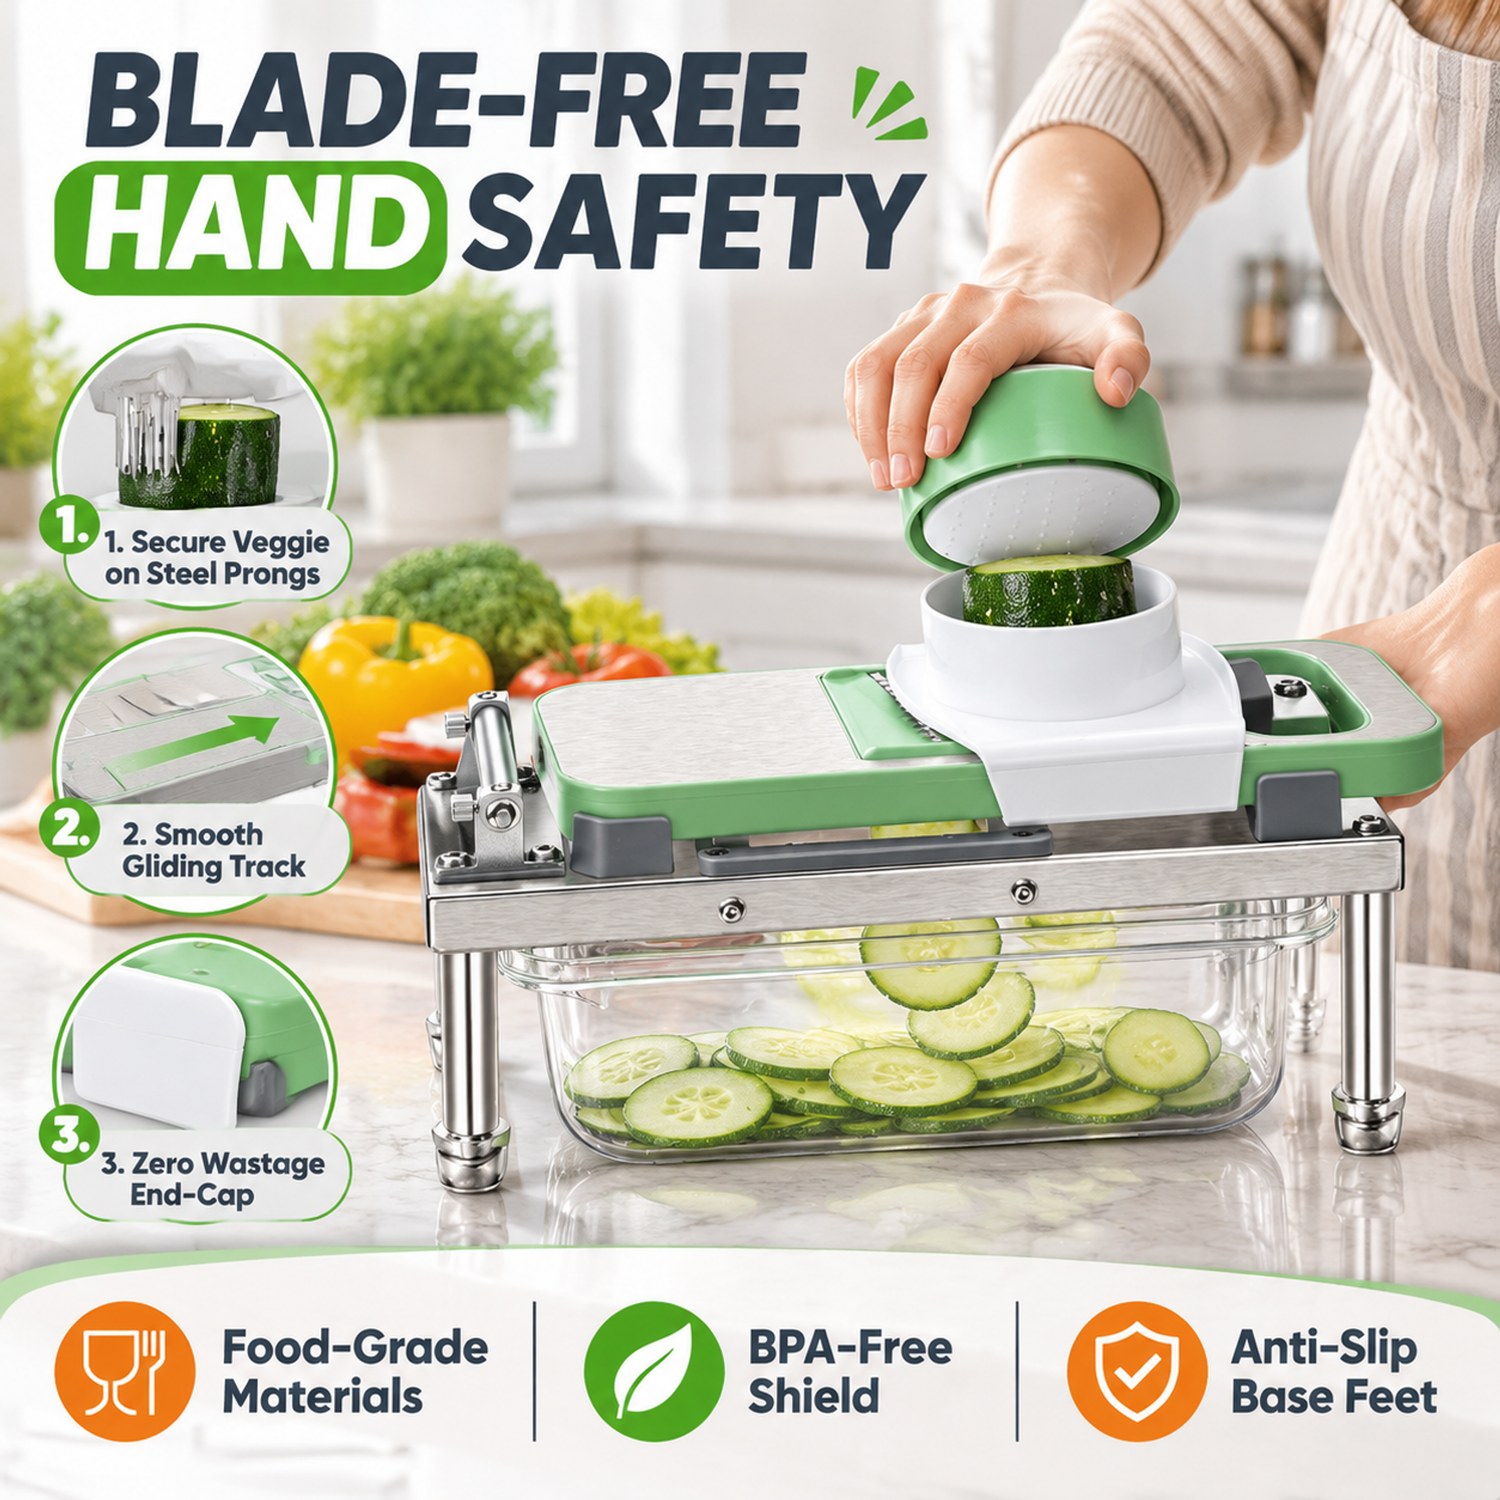 BLADE-FREE
HAND SAFETY
1.
1. Secure Veggie
on Steel Prongs
2.
2. Smooth
Gliding Track
3.
3. Zero Wastage
End-Cap
Food-Grade
Materials
BPA-Free
Shield
Anti-Slip
Base Feet